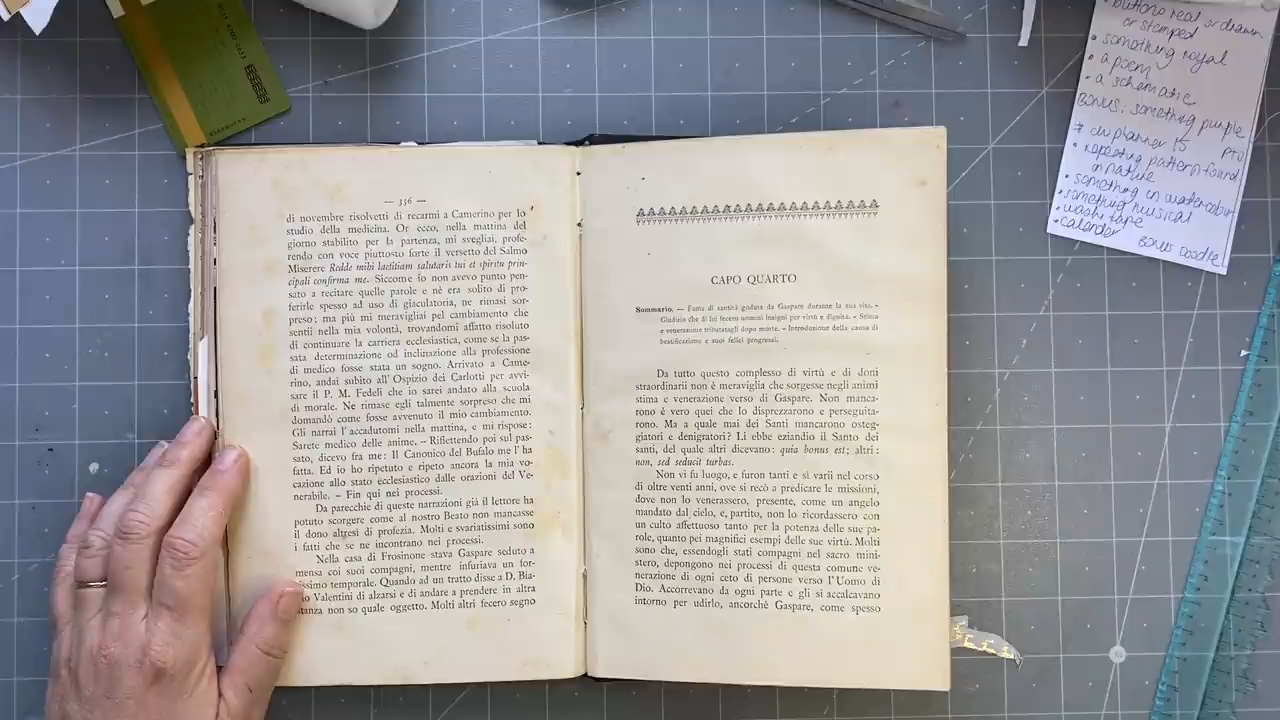 — 356 —
di novembre risolvetti di recarmi a Camerino per lo
studio della medicina. Or ecco, nella mattina del
giorno stabilito per la partenza, mi svegliai, profe-
rendo con voce piuttosto forte il versetto del Salmo
Miserere Redde mihi laetitiam salutaris tui et spiritu prin-
cipali confirma me. Siccome io non avevo punto pen-
sato a recitare quelle parole e nè era solito di pro-
ferirle spesso ad uso di giaculatoria, ne rimasi sor-
preso; ma più mi meravigliai pel cambiamento che
sentii nella mia volontà, trovandomi affatto risoluto
di continuare la carriera ecclesiastica, come se la pas-
sata determinazione od inclinazione alla professione
di medico fosse stata un sogno. Arrivato a Came-
rino, andai subito all' Ospizio dei Carlotti per avvi-
sare il P. M. Fedeli che io sarei andato alla scuola
di morale. Ne rimase egli talmente sorpreso che mi
domandò come fosse avvenuto il mio cambiamento.
Gli narrai l'accadutomi nella mattina, e mi rispose:
Sarete medico delle anime. – Riflettendo poi sul pas-
sato, dicevo fra me: Il Canonico del Bufalo me l'ha
fatta. Ed io ho ripetuto e ripeto ancora la mia vo-
cazione allo stato ecclesiastico dalle orazioni del Ve-
nerabile. – Fin qui nei processi.
Da parecchie di queste narrazioni già il lettore ha
potuto scorgere come al nostro Beato non mancasse
il dono altresì di profezia. Molti e svariatissimi sono
i fatti che se ne incontrano nei processi.
Nella casa di Frosinone stava Gaspare seduto a
mensa coi suoi compagni, mentre infuriava un for-
issimo temporale. Quando ad un tratto disse a D. Bia-
io Valentini di alzarsi e di andare a prendere in altra
stanza non so quale oggetto. Molti altri fecero segno
CAPO QUARTO
Sommario. — Fama di santità goduta da Gaspare durante la sua vita. -
Giudizio che di lui fecero uomini insigni per virtù e dignità. - Stima
e venerazione tributatagli dopo morte. - Introduzione della causa di
beatificazione e suoi felici progressi.
Da tutto questo complesso di virtù e di doni
straordinarii non è meraviglia che sorgesse negli animi
stima e venerazione verso di Gaspare. Non manca-
rono è vero quei che lo disprezzarono e perseguita-
rono. Ma a quale mai dei Santi mancarono osteg-
giatori e denigratori? Li ebbe eziandio il Santo dei
santi, del quale altri dicevano: quia bonus est; altri:
non, sed seducit turbas.
Non vi fu luogo, e furon tanti e sì varii nel corso
di oltre venti anni, ove si recò a predicare le missioni,
dove non lo venerassero, presente, come un angelo
mandato dal cielo, e, partito, non lo ricordassero con
un culto affettuoso tanto per la potenza delle sue pa-
role, quanto pei magnifici esempi delle sue virtù. Molti
sono che, essendogli stati compagni nel sacro mini-
stero, depongono nei processi di questa comune ve-
nerazione di ogni ceto di persone verso l'Uomo di
Dio. Accorrevano da ogni parte e gli si accalcavano
intorno per udirlo, ancorchè Gaspare, come spesso
• buttons real or drawn
or stamped
• something royal
• a poem
• a schematic
BONUS: something purple
PTO
• repeating pattern found
in nature
• something in watercolour
• something musical
• washi tape
• calender
Bonus Doodle